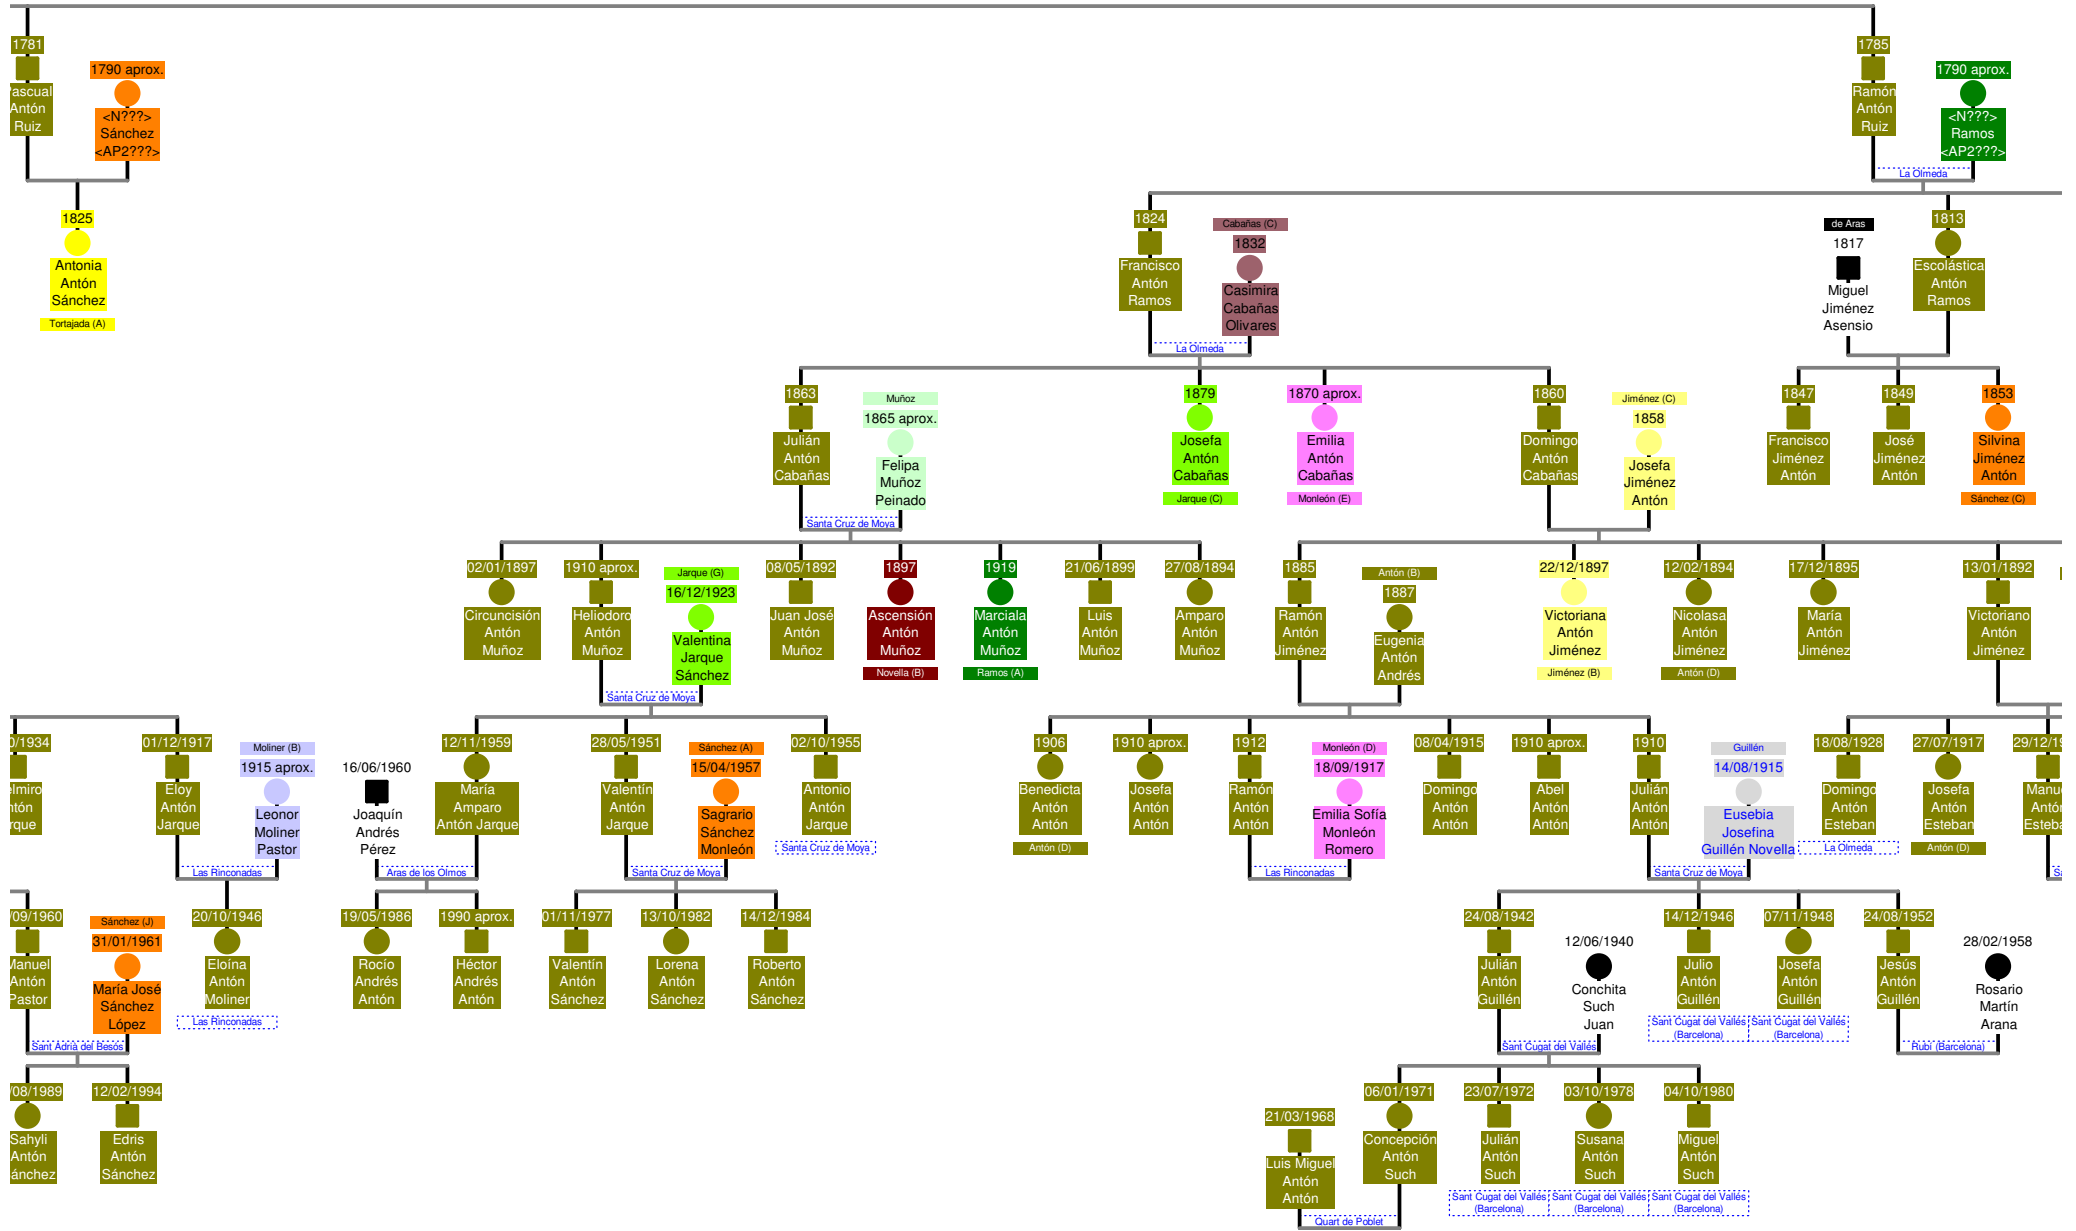 1781
1790 aprox.
Antón
Ruiz
<N???>
Sánchez
<AP2???>
1785
1790 aprox.
Ramón
Antón
Ruiz
<N???>
Ramos
<AP2???>
La Olmeda
1825
Antonia
Antón
Sánchez
Tortajada (A)
1824
Francisco
Antón
Ramos
Cabañas (C)
1832
Casimira
Cabañas
Olivares
La Olmeda
de Aras
1817
Miguel
Jiménez
Asensio
1813
Escolástica
Antón
Ramos
1863
Julián
Antón
Cabañas
Muñoz
1865 aprox.
Felipa
Muñoz
Peinado
Santa Cruz de Moya
1879
Josefa
Antón
Cabañas
Jarque (C)
1870 aprox.
Emilia
Antón
Cabañas
Monleón (E)
1860
Domingo
Antón
Cabañas
Jiménez (C)
1858
Josefa
Jiménez
Antón
1847
Francisco
Jiménez
Antón
1849
José
Jiménez
Antón
1853
Silvina
Jiménez
Antón
Sánchez (C)
02/01/1897
Circuncisión
Antón
Muñoz
1910 aprox.
Heliodoro
Antón
Muñoz
Jarque (G)
16/12/1923
Valentina
Jarque
Sánchez
Santa Cruz de Moya
08/05/1892
Juan José
Antón
Muñoz
1897
Ascensión
Antón
Muñoz
Novella (B)
1919
Marciala
Antón
Muñoz
Ramos (A)
21/06/1899
Luis
Antón
Muñoz
27/08/1894
Amparo
Antón
Muñoz
1885
Ramón
Antón
Jiménez
Antón (B)
1887
Eugenia
Antón
Andrés
22/12/1897
Victoriana
Antón
Jiménez
Jiménez (B)
12/02/1894
Nicolasa
Antón
Jiménez
Antón (D)
17/12/1895
María
Antón
Jiménez
13/01/1892
Victoriano
Antón
Jiménez
0/1934
elmiro
ntón
rque
01/12/1917
Eloy
Antón
Jarque
Moliner (B)
1915 aprox.
Leonor
Moliner
Pastor
Las Rinconadas
16/06/1960
Joaquín
Andrés
Pérez
12/11/1959
María
Amparo
Antón Jarque
Aras de los Olmos
28/05/1951
Valentín
Antón
Jarque
Sánchez (A)
15/04/1957
Sagrario
Sánchez
Monleón
Santa Cruz de Moya
02/10/1955
Antonio
Antón
Jarque
Santa Cruz de Moya
1906
Benedicta
Antón
Antón
Antón (D)
1910 aprox.
Josefa
Antón
Antón
1912
Ramón
Antón
Antón
Monleón (D)
18/09/1917
Emilia Sofía
Monleón
Romero
Las Rinconadas
08/04/1915
Domingo
Antón
Antón
1910 aprox.
Abel
Antón
Antón
1910
Julián
Antón
Antón
Guillén
14/08/1915
Eusebia
Josefina
Guillén Novella
Santa Cruz de Moya
18/08/1928
Domingo
Antón
Esteban
La Olmeda
27/07/1917
Josefa
Antón
Esteban
Antón (D)
29/12/19
Manue
Antón
Esteba
/09/1960
Manuel
Antón
Pastor
Sánchez (J)
31/01/1961
María José
Sánchez
López
Sant Adrià del Besós
20/10/1946
Eloína
Antón
Moliner
Las Rinconadas
19/05/1986
Rocío
Andrés
Antón
1990 aprox.
Héctor
Andrés
Antón
01/11/1977
Valentín
Antón
Sánchez
13/10/1982
Lorena
Antón
Sánchez
14/12/1984
Roberto
Antón
Sánchez
24/08/1942
Julián
Antón
Guillén
12/06/1940
Conchita
Such
Juan
Sant Cugat del Vallés
14/12/1946
Julio
Antón
Guillén
Sant Cugat del Vallés
(Barcelona)
07/11/1948
Josefa
Antón
Guillén
Sant Cugat del Vallés
(Barcelona)
24/08/1952
Jesús
Antón
Guillén
28/02/1958
Rosario
Martín
Arana
Rubí (Barcelona)
/08/1989
Sahyli
Antón
ánchez
12/02/1994
Edris
Antón
Sánchez
21/03/1968
Luis Miguel
Antón
Antón
06/01/1971
Concepción
Antón
Such
Quart de Poblet
23/07/1972
Julián
Antón
Such
Sant Cugat del Vallés
(Barcelona)
03/10/1978
Susana
Antón
Such
Sant Cugat del Vallés
(Barcelona)
04/10/1980
Miguel
Antón
Such
Sant Cugat del Vallés
(Barcelona)